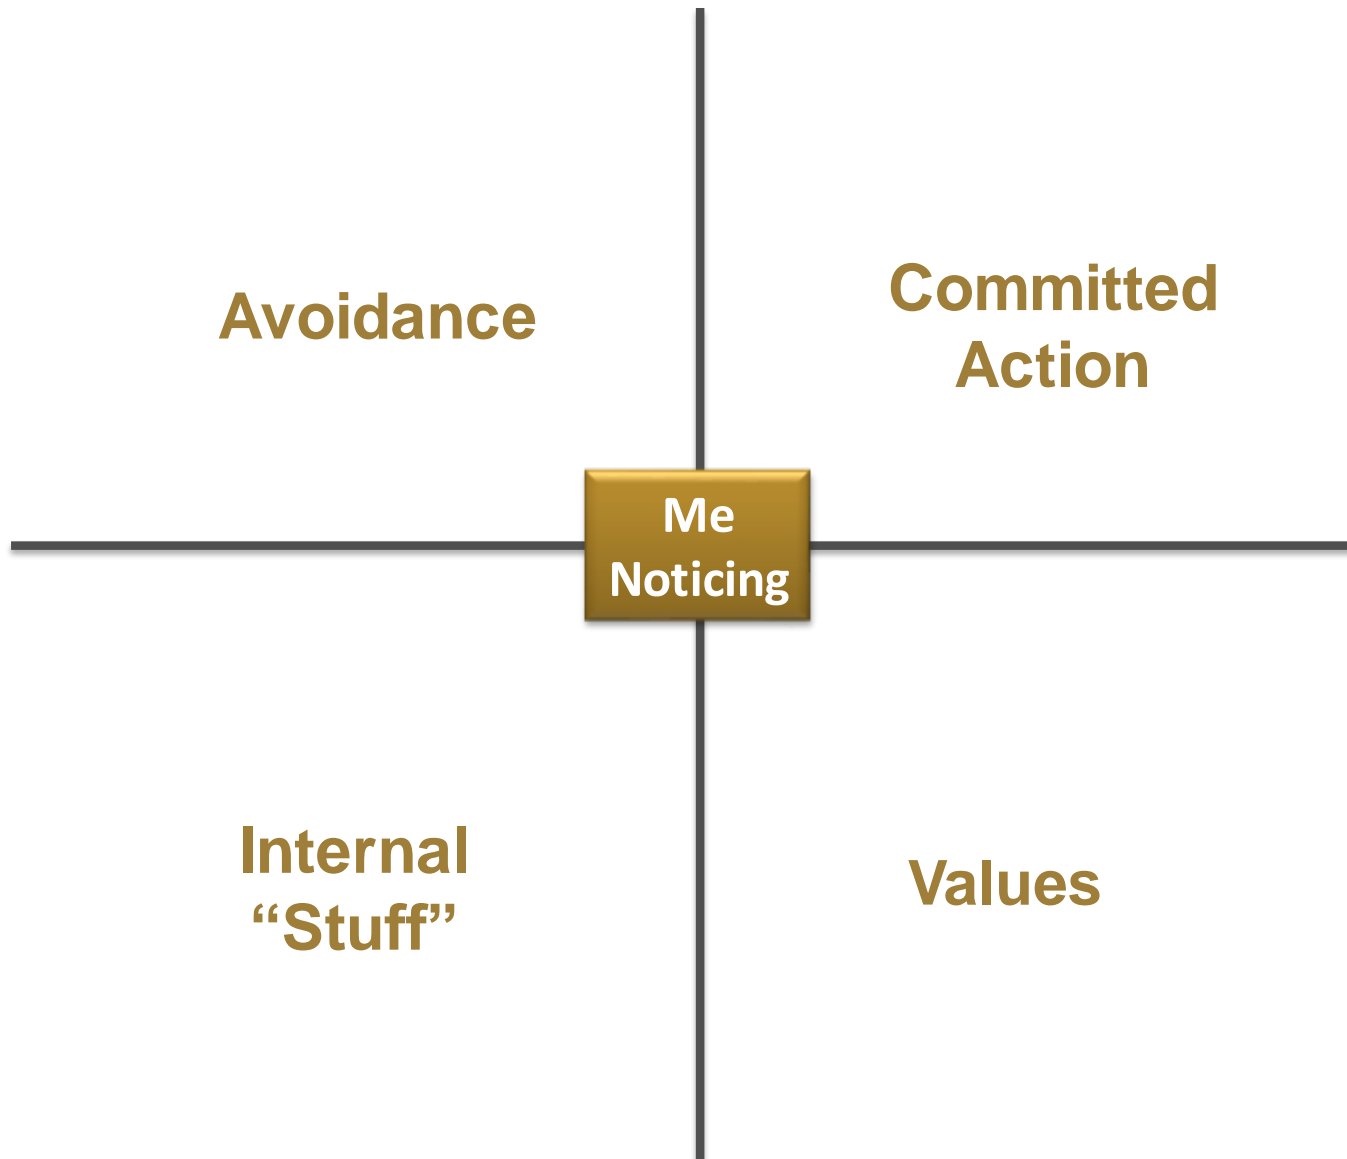 Avoidance
Committed
Action
Me
Noticing
Internal
“Stuff”
Values